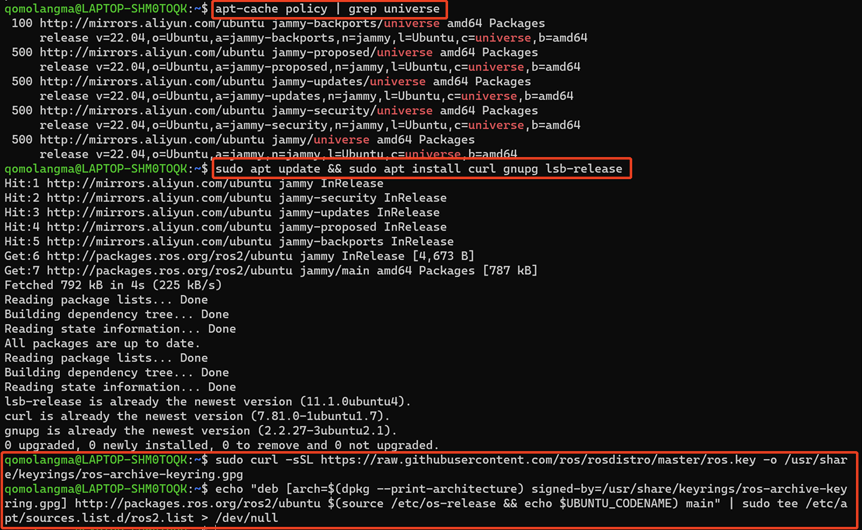 qomolangma@LAPTOP-SHM0TOQK:~$ apt-cache policy | grep universe
 100 http://mirrors.aliyun.com/ubuntu jammy-backports/universe amd64 Packages
     release v=22.04,o=Ubuntu,a=jammy-backports,n=jammy,l=Ubuntu,c=universe,b=amd64
 500 http://mirrors.aliyun.com/ubuntu jammy-proposed/universe amd64 Packages
     release v=22.04,o=Ubuntu,a=jammy-proposed,n=jammy,l=Ubuntu,c=universe,b=amd64
 500 http://mirrors.aliyun.com/ubuntu jammy-updates/universe amd64 Packages
     release v=22.04,o=Ubuntu,a=jammy-updates,n=jammy,l=Ubuntu,c=universe,b=amd64
 500 http://mirrors.aliyun.com/ubuntu jammy-security/universe amd64 Packages
     release v=22.04,o=Ubuntu,a=jammy-security,n=jammy,l=Ubuntu,c=universe,b=amd64
 500 http://mirrors.aliyun.com/ubuntu jammy/universe amd64 Packages
     release v=22.04,o=Ubuntu,a=jammy,n=jammy,l=Ubuntu,c=universe,b=amd64
qomolangma@LAPTOP-SHM0TOQK:~$ sudo apt update && sudo apt install curl gnupg lsb-release
Hit:1 http://mirrors.aliyun.com/ubuntu jammy InRelease
Hit:2 http://mirrors.aliyun.com/ubuntu jammy-security InRelease
Hit:3 http://mirrors.aliyun.com/ubuntu jammy-updates InRelease
Hit:4 http://mirrors.aliyun.com/ubuntu jammy-proposed InRelease
Hit:5 http://mirrors.aliyun.com/ubuntu jammy-backports InRelease
Get:6 http://packages.ros.org/ros2/ubuntu jammy InRelease [4,673 B]
Get:7 http://packages.ros.org/ros2/ubuntu jammy/main amd64 Packages [787 kB]
Fetched 792 kB in 4s (225 kB/s)
Reading package lists... Done
Building dependency tree... Done
Reading state information... Done
All packages are up to date.
Reading package lists... Done
Building dependency tree... Done
Reading state information... Done
lsb-release is already the newest version (11.1.0ubuntu4).
curl is already the newest version (7.81.0-1ubuntu1.7).
gnupg is already the newest version (2.2.27-3ubuntu2.1).
0 upgraded, 0 newly installed, 0 to remove and 0 not upgraded.
qomolangma@LAPTOP-SHM0TOQK:~$ sudo curl -sSL https://raw.githubusercontent.com/ros/rosdistro/master/ros.key -o /usr/shar
e/keyrings/ros-archive-keyring.gpg
qomolangma@LAPTOP-SHM0TOQK:~$ echo "deb [arch=$(dpkg --print-architecture) signed-by=/usr/share/keyrings/ros-archive-key
ring.gpg] http://packages.ros.org/ros2/ubuntu $(source /etc/os-release && echo $UBUNTU_CODENAME) main" | sudo tee /etc/a
pt/sources.list.d/ros2.list > /dev/null